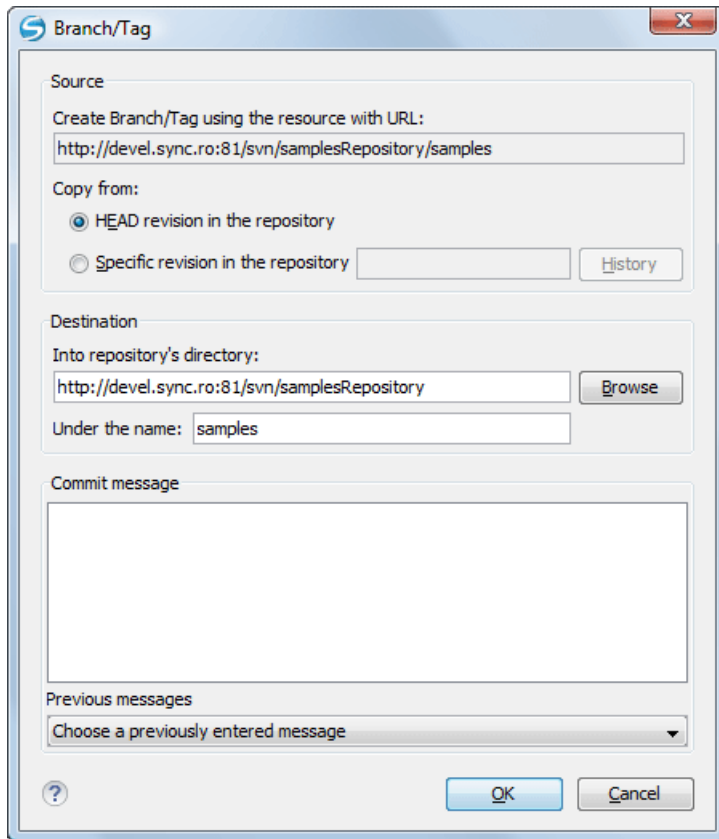 Branch/Tag
Source
Create Branch/Tag using the resource with URL:
http://devel.sync.ro:81/svn/samplesRepository/samples
Copy from:
HEAD revision in the repository
Specific revision in the repository History
Destination
Into repository's directory:
http://devel.sync.ro:81/svn/samplesRepository Browse
Under the name: samples
Commit message
Previous messages
Choose a previously entered message
? OK Cancel